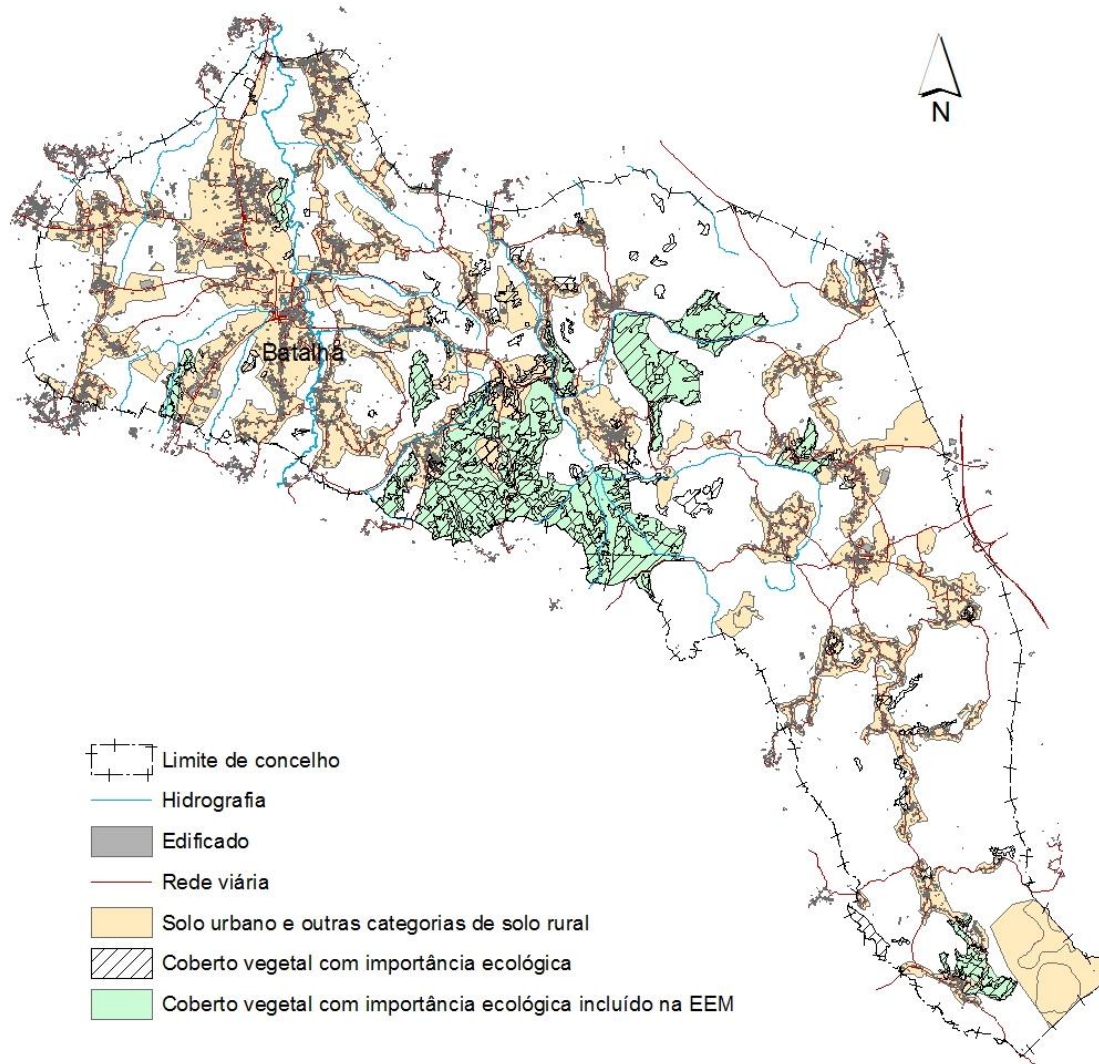 N
Batalha
Limite de concelho
Hidrografia
Edificado
Rede viária
Solo urbano e outras categorias de solo rural
Coberto vegetal com importância ecológica
Coberto vegetal com importância ecológica incluído na EEM